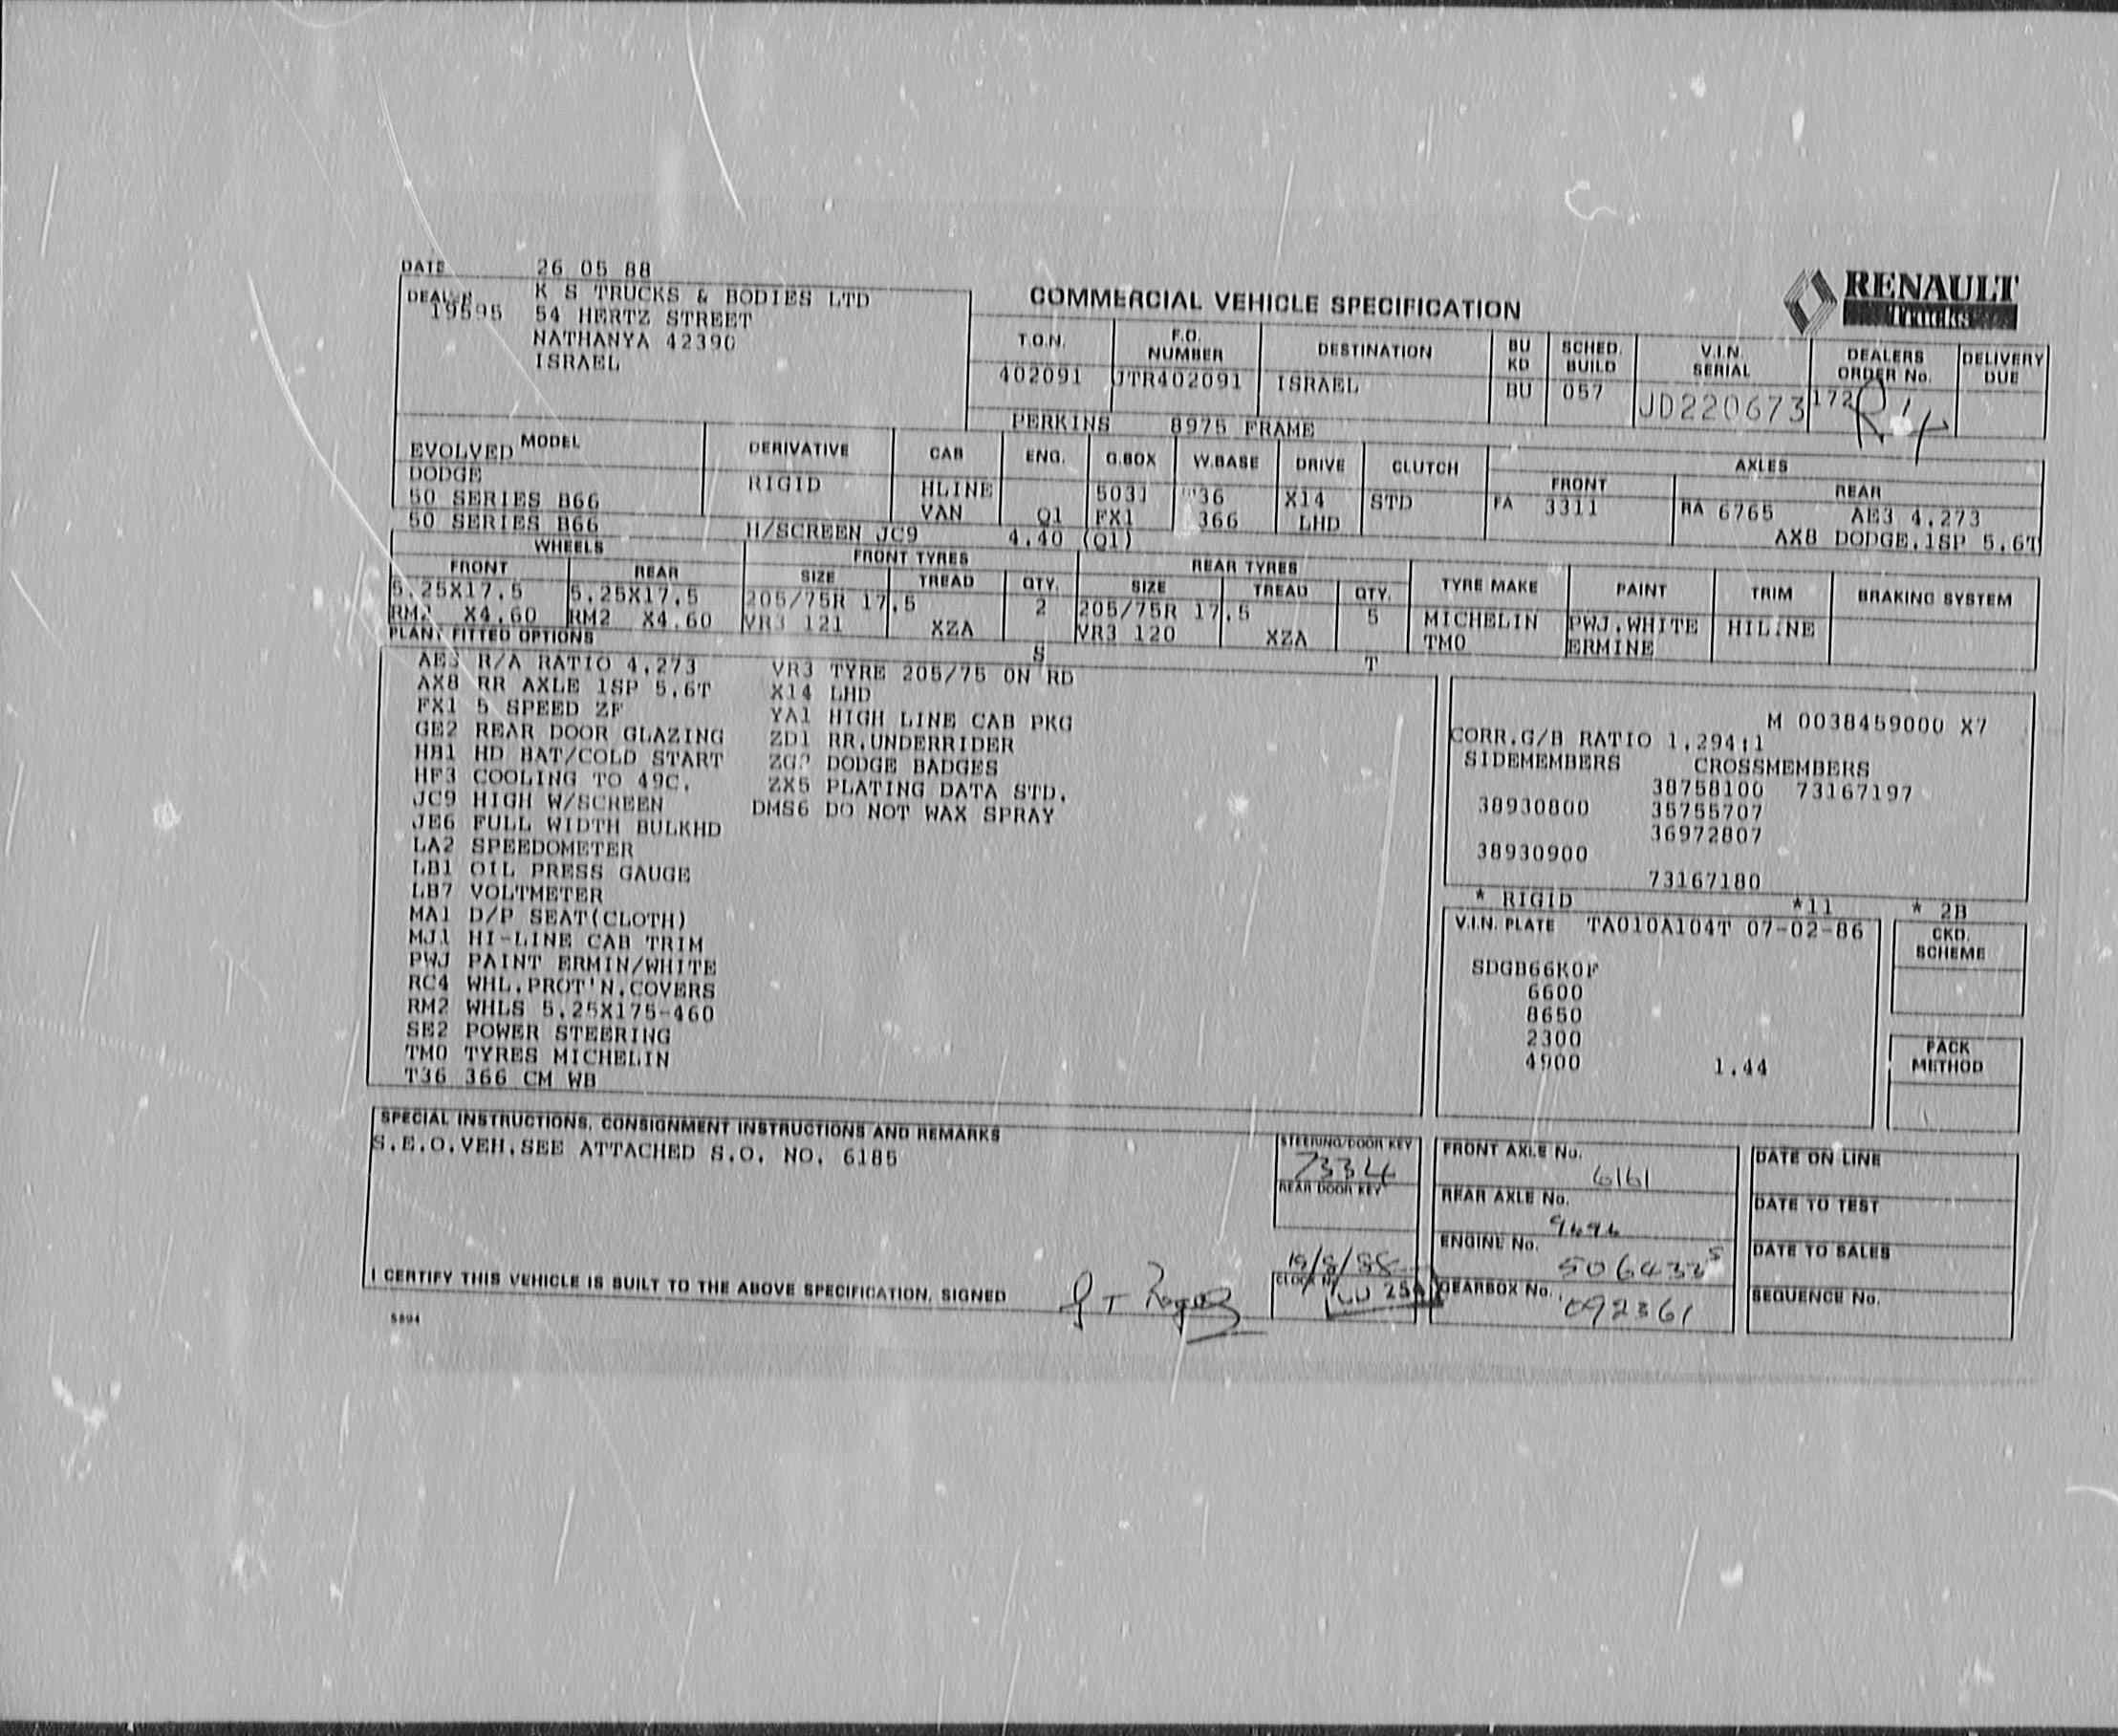 DATE 26 05 88
DEALER 19595 K S TRUCKS & BODIES LTD
54 HERTZ STREET
NATHANYA 42390
ISRAEL
COMMERCIAL VEHICLE SPECIFICATION
RENAULT
Trucks
T.O.N. F.O. NUMBER DESTINATION BU KD SCHED. BUILD V.I.N. SERIAL DEALERS ORDER No. DELIVERY DUE
402091 JTR402091 ISRAEL BU 057 JD220673 172
PERKINS 8975 FRAME
MODEL DERIVATIVE CAB ENG. G.BOX W.BASE DRIVE CLUTCH AXLES
FRONT REAR
EVOLVED
DODGE
50 SERIES B66 RIGID HLINE 5031 T36 X14 STD FA 3311 RA 6765 AE3 4.273
50 SERIES B66 VAN Q1 FX1 366 LHD
H/SCREEN JC9 4.40 (Q1) AX8 DODGE.1SP 5.6T
WHEELS FRONT TYRES REAR TYRES
FRONT REAR SIZE TREAD QTY. SIZE TREAD QTY. TYRE MAKE PAINT TRIM BRAKING SYSTEM
5.25X17.5 5.25X17.5 205/75R 17.5 2 205/75R 17.5 5 MICHELIN PWJ.WHITE HILINE
RM2 X4.60 RM2 X4.60 VR3 121 XZA VR3 120 XZA TM0 ERMINE
S T
PLANT FITTED OPTIONS
AE3 R/A RATIO 4.273
AX8 RR AXLE 1SP 5.6T
FX1 5 SPEED ZF
GE2 REAR DOOR GLAZING
HB1 HD BAT/COLD START
HF3 COOLING TO 49C.
JC9 HIGH W/SCREEN
JE6 FULL WIDTH BULKHD
LA2 SPEEDOMETER
LB1 OIL PRESS GAUGE
LB7 VOLTMETER
MA1 D/P SEAT(CLOTH)
MJ1 HI-LINE CAB TRIM
PWJ PAINT ERMIN/WHITE
RC4 WHL.PROT'N.COVERS
RM2 WHLS 5.25X175-460
SE2 POWER STEERING
TM0 TYRES MICHELIN
T36 366 CM WB
VR3 TYRE 205/75 ON RD
X14 LHD
YA1 HIGH LINE CAB PKG
ZD1 RR.UNDERRIDER
DODGE BADGES
ZX5 PLATING DATA STD.
DMS6 DO NOT WAX SPRAY
M 0038459000 X7
CORR.G/B RATIO 1.294:1
SIDEMEMBERS CROSSMEMBERS
38758100 73167197
38930800 35755707
36972807
38930900
73167180
* RIGID *11 * 2B
V.I.N. PLATE TA010A104T 07-02-86
SDGB66K0F
6600
8650
2300
4900 1.44
CKD. SCHEME
PACK METHOD
SPECIAL INSTRUCTIONS, CONSIGNMENT INSTRUCTIONS AND REMARKS
S.E.O.VEH.SEE ATTACHED S.O. NO. 6185
I CERTIFY THIS VEHICLE IS BUILT TO THE ABOVE SPECIFICATION, SIGNED
STEERING/DOOR KEY
7334
REAR DOOR KEY
19/8/88
CLOCK No.
FRONT AXLE No. 6161
REAR AXLE No. 9696
ENGINE No. 5064335
GEARBOX No. 092361
DATE ON LINE
DATE TO TEST
DATE TO SALES
SEQUENCE No.
5894